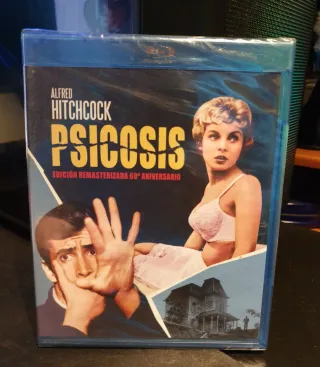 ALFRED
HITCHCOCK
PSICOSIS
EDICIÓN REMASTERIZADA 60º ANIVERSARIO